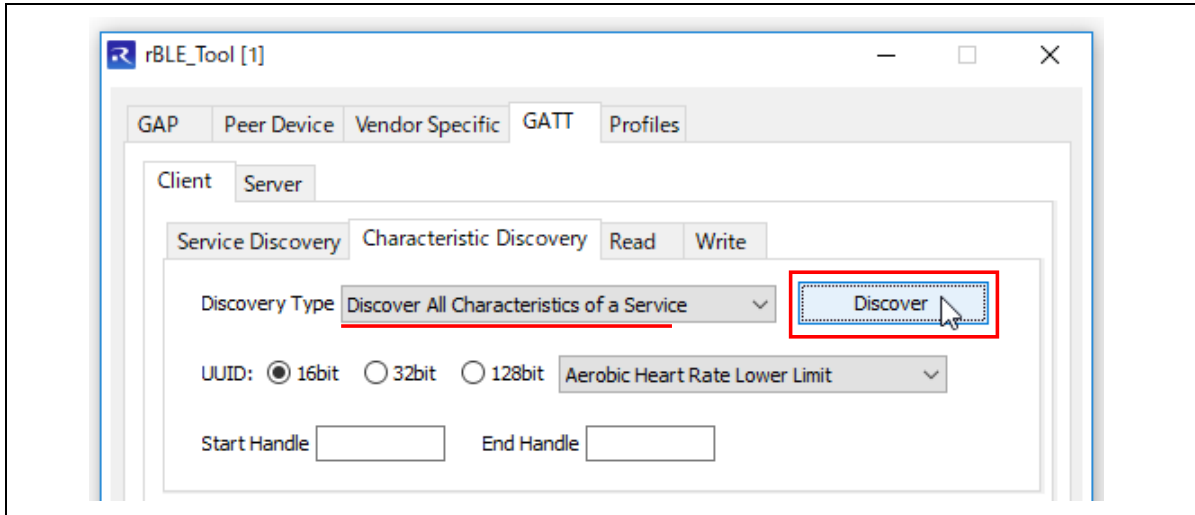 rBLE_Tool [1]
GAP Peer Device Vendor Specific GATT Profiles
Client Server
Service Discovery Characteristic Discovery Read Write
Discovery Type Discover All Characteristics of a Service Discover
UUID: 16bit 32bit 128bit Aerobic Heart Rate Lower Limit
Start Handle End Handle